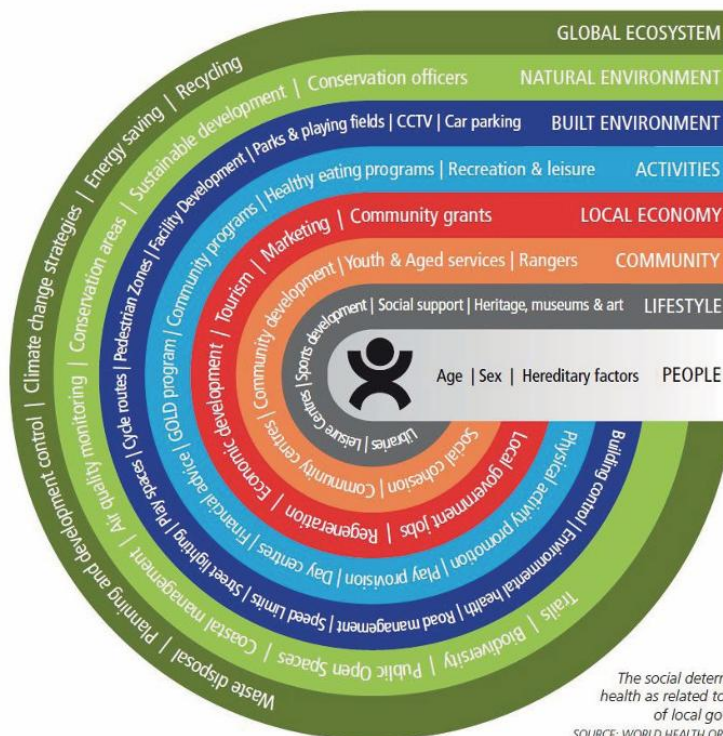 GLOBAL ECOSYSTEM
Waste disposal | Planning and development control | Climate change strategies | Energy saving | Recycling
NATURAL ENVIRONMENT
Trails | Biodiversity | Public Open Spaces | Coastal management | Air quality monitoring | Conservation areas | Sustainable development | Conservation officers
BUILT ENVIRONMENT
Building control | Environmental health | Road management | Speed Limits | Street lighting | Play spaces | Cycle routes | Pedestrian Zones | Facility Development | Parks & playing fields | CCTV | Car parking
ACTIVITIES
Physical activity promotion | Play provision | Day centres | Financial advice | GOLD program | Community programs | Healthy eating programs | Recreation & leisure
LOCAL ECONOMY
Local government jobs | Regeneration | Economic development | Tourism | Marketing | Community grants
COMMUNITY
Social cohesion | Community centres | Community development | Youth & Aged services | Rangers
LIFESTYLE
Libraries | Leisure Centres | Sports development | Social support | Heritage, museums & art
Age | Sex | Hereditary factors PEOPLE
The social determ
health as related to
of local go
SOURCE: WORLD HEALTH OR